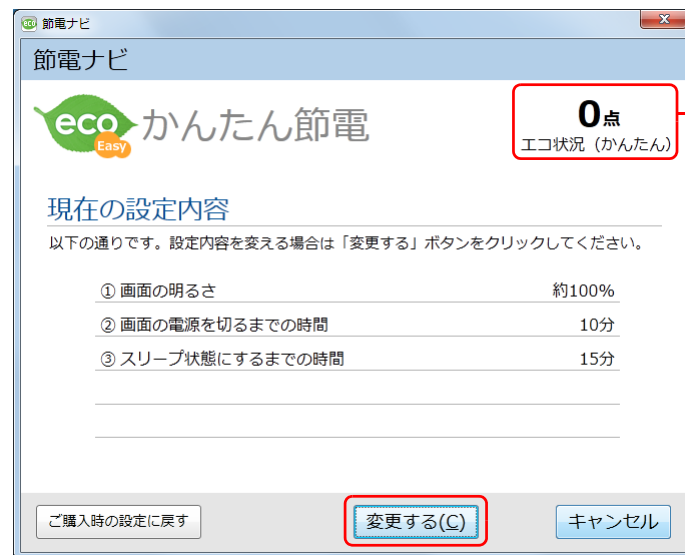 節電ナビ
節電ナビ
eco
Easy
かんたん節電
0点
エコ状況（かんたん）
現在の設定内容
以下の通りです。設定内容を変える場合は「変更する」ボタンをクリックしてください。
① 画面の明るさ 約100%
② 画面の電源を切るまでの時間 10分
③ スリープ状態にするまでの時間 15分
ご購入時の設定に戻す 変更する(C) キャンセル